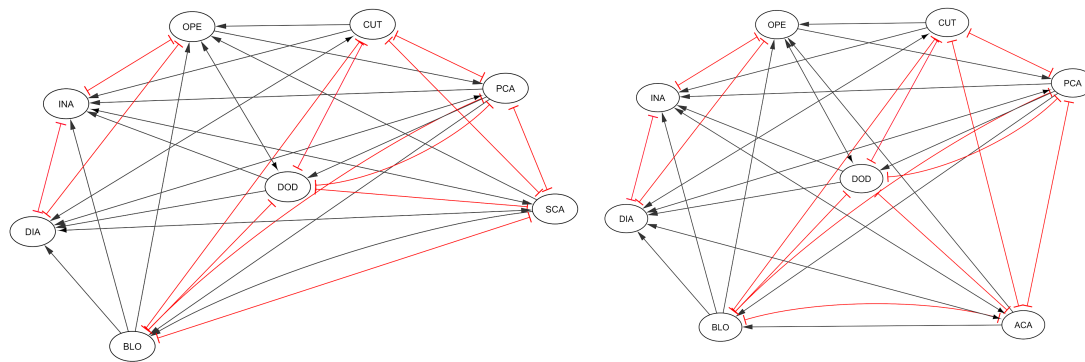 OPE
CUT
PCA
INA
DOD
SCA
DIA
BLO
OPE
CUT
PCA
INA
DOD
DIA
BLO
ACA